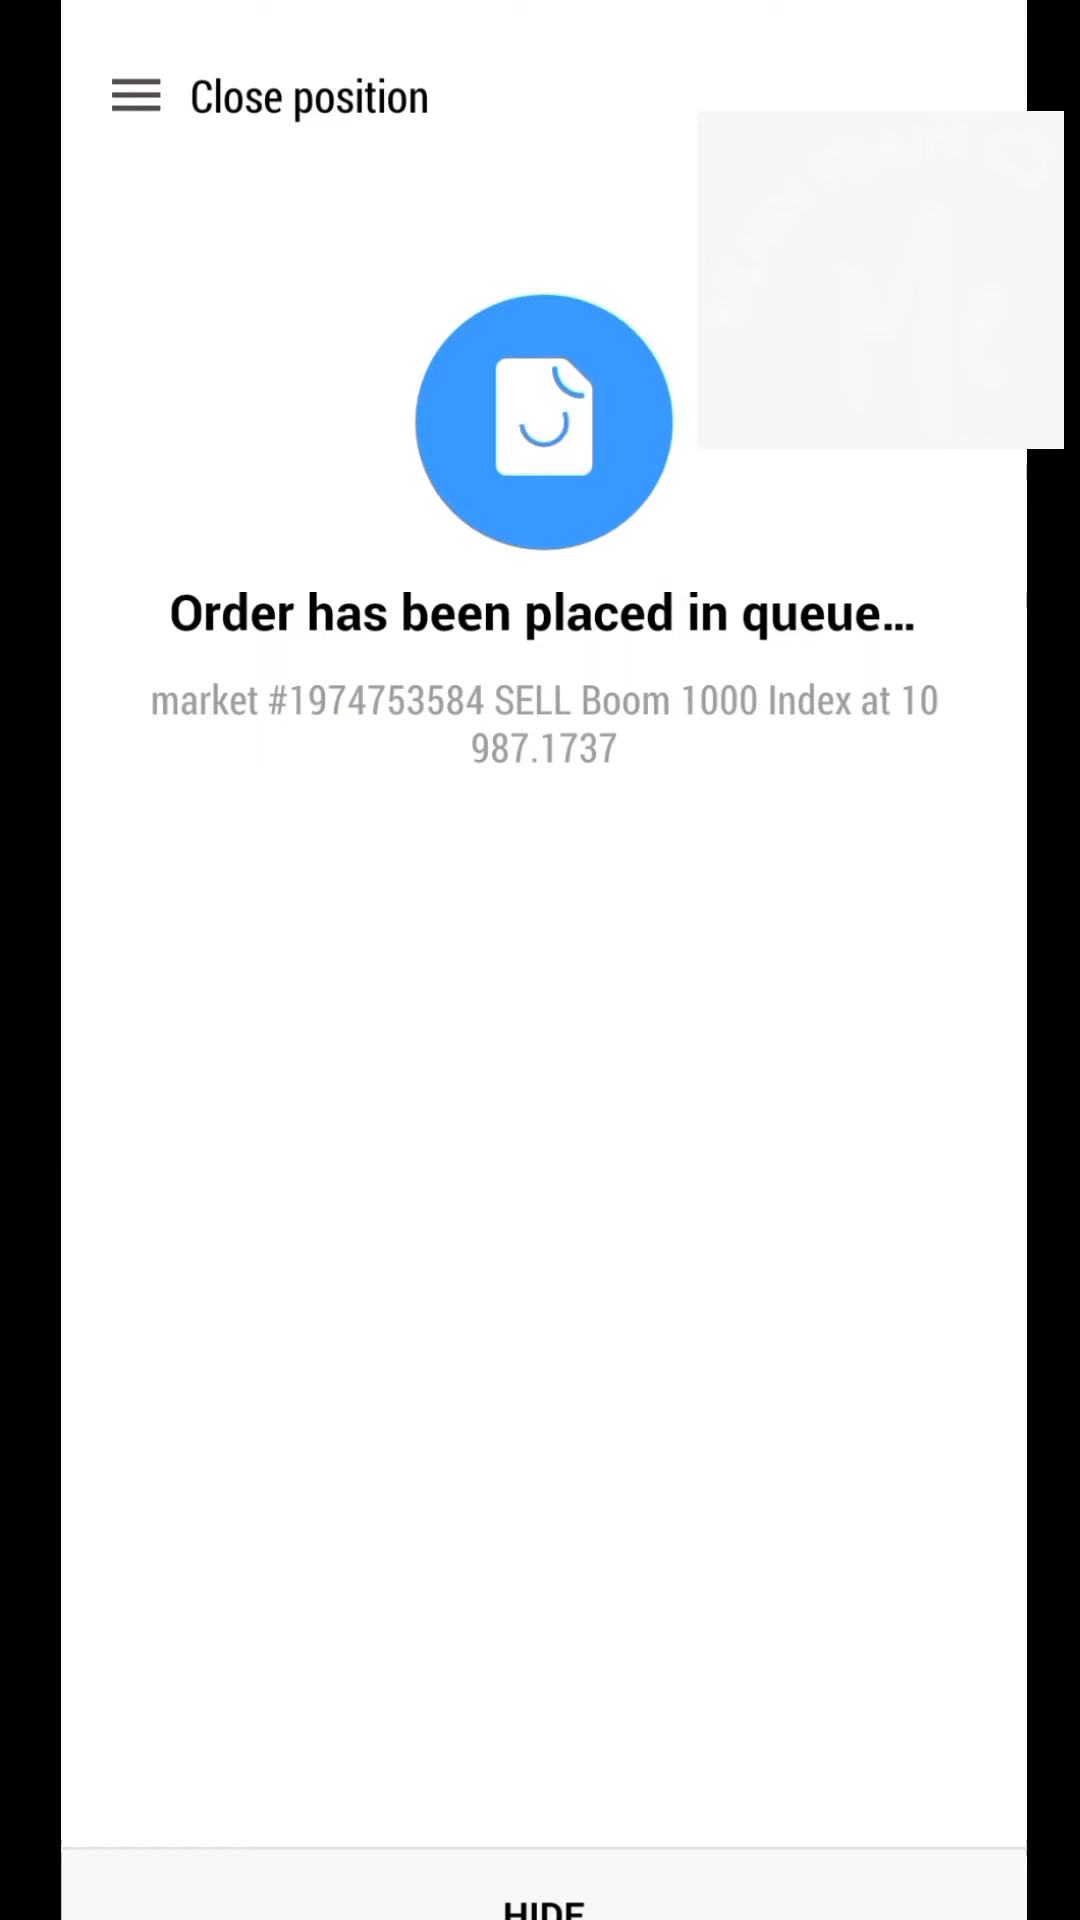 Close position
Me
Order has been placed in queue...
market #1974753584 SELL Boom 1000 Index at 10
987.1737
HIDE